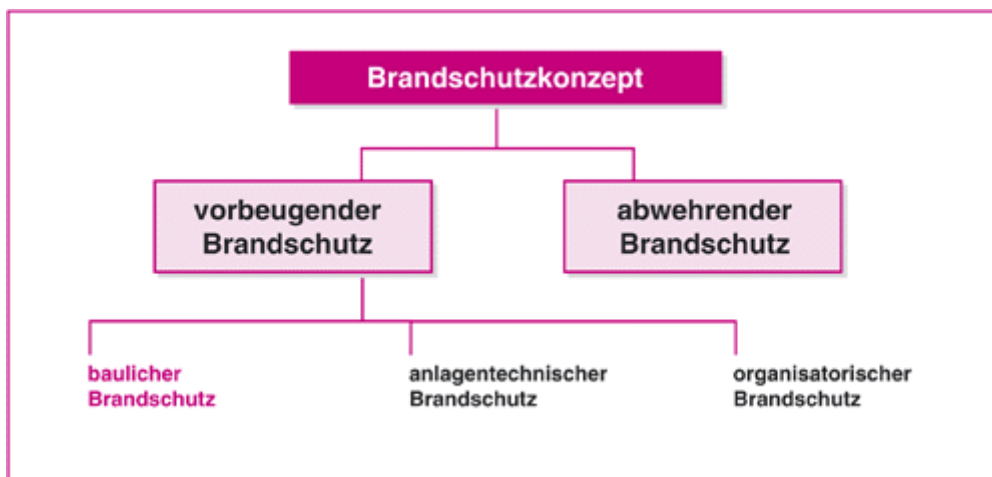 Brandschutzkonzept
vorbeugender
Brandschutz
abwehrender
Brandschutz
baulicher
Brandschutz
anlagentechnischer
Brandschutz
organisatorischer
Brandschutz